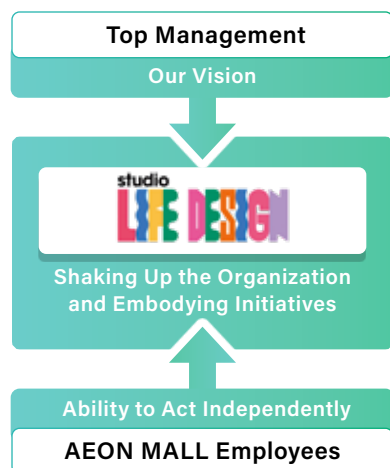 Top Management
Our Vision
studio
LIFE DESIGN
Shaking Up the Organization
and Embodying Initiatives
Ability to Act Independently
AEON MALL Employees